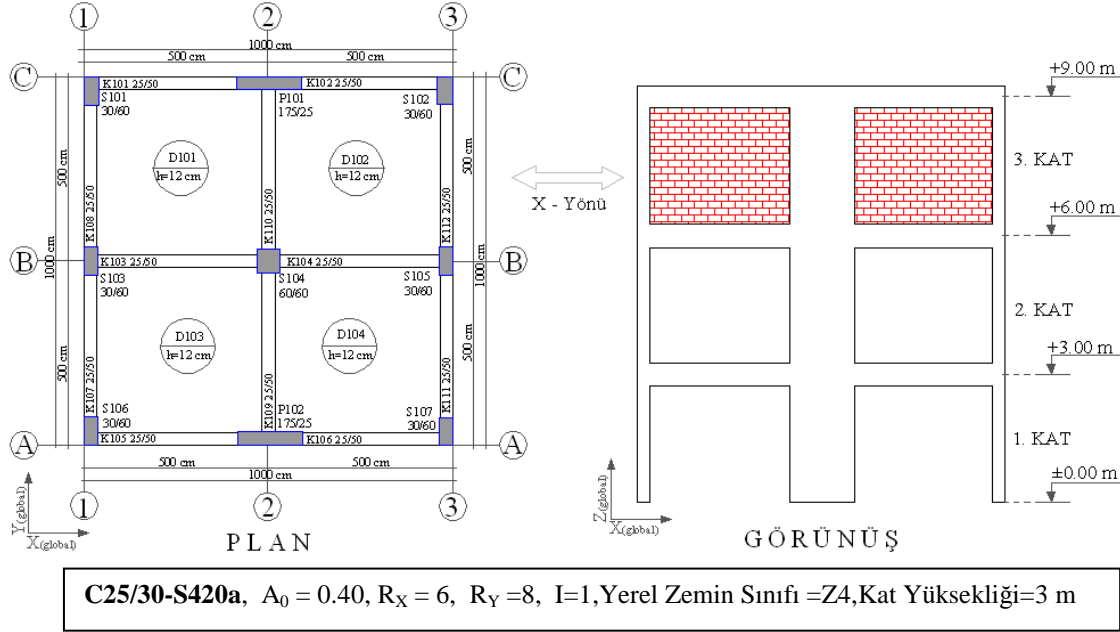 1 2 3
1000 cm
500 cm 500 cm
C C
K101 25/50 K102 25/50
S101
30/60
P101
175/25
S102
30/60
500 cm 500 cm
D101
h=12 cm
D102
h=12 cm
K108 25/50
K110 25/50
K112 25/50
B B
1000 cm 1000 cm
K103 25/50 K104 25/50
S103
30/60
S104
60/60
S105
30/60
500 cm 500 cm
D103
h=12 cm
D104
h=12 cm
K107 25/50
K109 25/50
K111 25/50
S106
30/60
P102
175/25
S107
30/60
A A
K105 25/50 K106 25/50
500 cm 500 cm
1000 cm
1 2 3
Y(global)
X(global)
PLAN
X - Yönü
+9.00 m
3. KAT
+6.00 m
2. KAT
+3.00 m
1. KAT
±0.00 m
Z(global)
X(global)
GÖRÜNÜŞ
C25/30-S420a, A0 = 0.40, RX = 6, RY =8, I=1,Yerel Zemin Sınıfı =Z4,Kat Yüksekliği=3 m